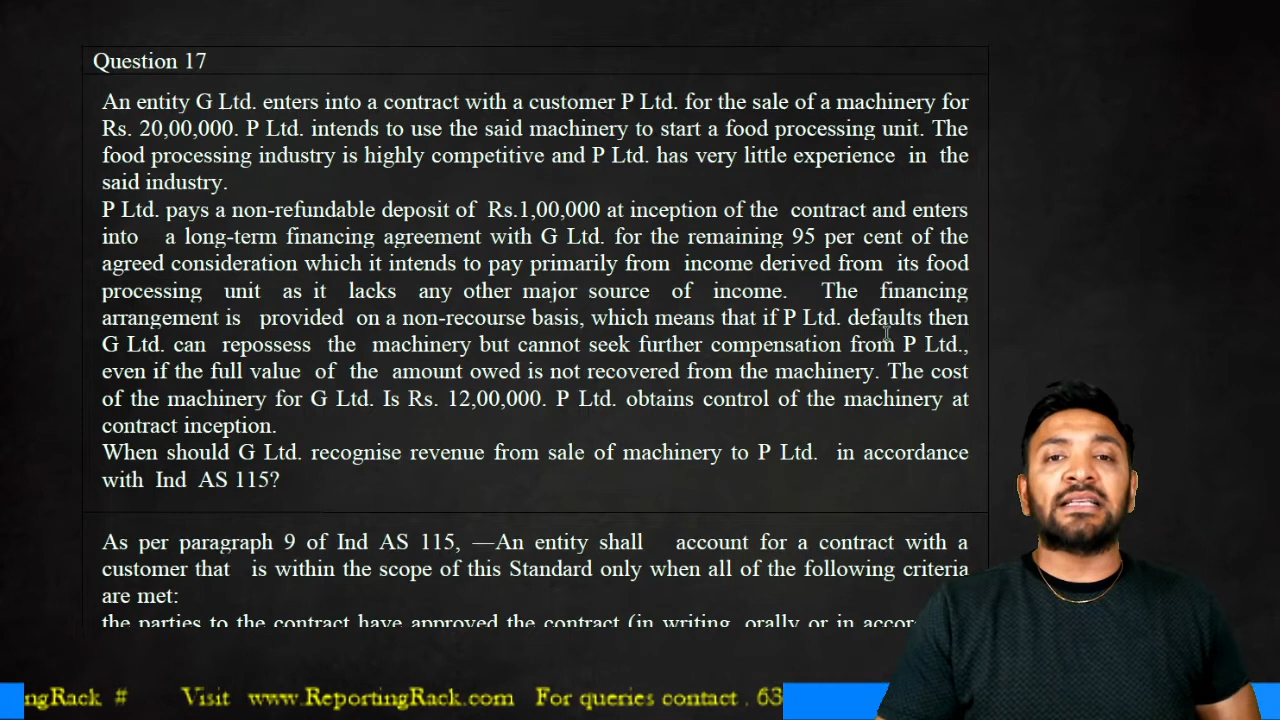 Question 17
An entity G Ltd. enters into a contract with a customer P Ltd. for the sale of a machinery for
Rs. 20,00,000. P Ltd. intends to use the said machinery to start a food processing unit. The
food processing industry is highly competitive and P Ltd. has very little experience in the
said industry.
P Ltd. pays a non-refundable deposit of Rs.1,00,000 at inception of the contract and enters
into a long-term financing agreement with G Ltd. for the remaining 95 per cent of the
agreed consideration which it intends to pay primarily from income derived from its food
processing unit as it lacks any other major source of income. The financing
arrangement is provided on a non-recourse basis, which means that if P Ltd. defaults then
G Ltd. can repossess the machinery but cannot seek further compensation from P Ltd.,
even if the full value of the amount owed is not recovered from the machinery. The cost
of the machinery for G Ltd. Is Rs. 12,00,000. P Ltd. obtains control of the machinery at
contract inception.
When should G Ltd. recognise revenue from sale of machinery to P Ltd. in accordance
with Ind AS 115?
As per paragraph 9 of Ind AS 115, —An entity shall account for a contract with a
customer that is within the scope of this Standard only when all of the following criteria
are met:
the parties to the contract have approved the contract (in writing, orally or in accor
ngRack # Visit www.ReportingRack.com For queries contact . 63